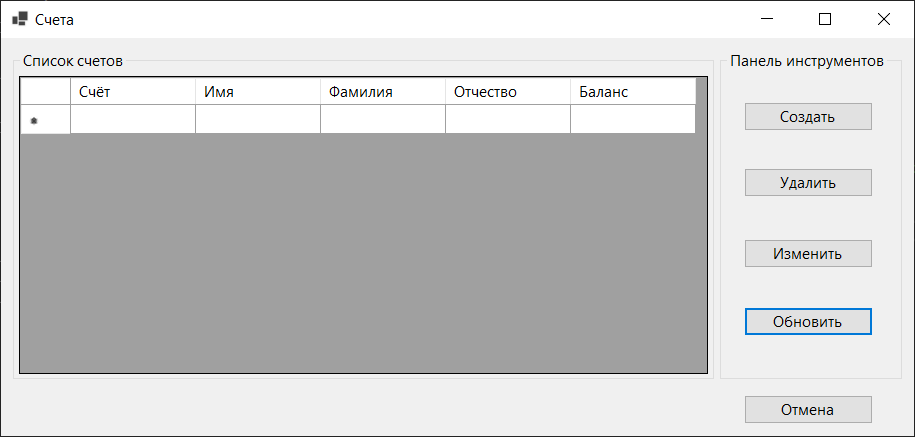 Счета
Список счетов
Счёт Имя Фамилия Отчество Баланс
Панель инструментов
Создать
Удалить
Изменить
Обновить
Отмена